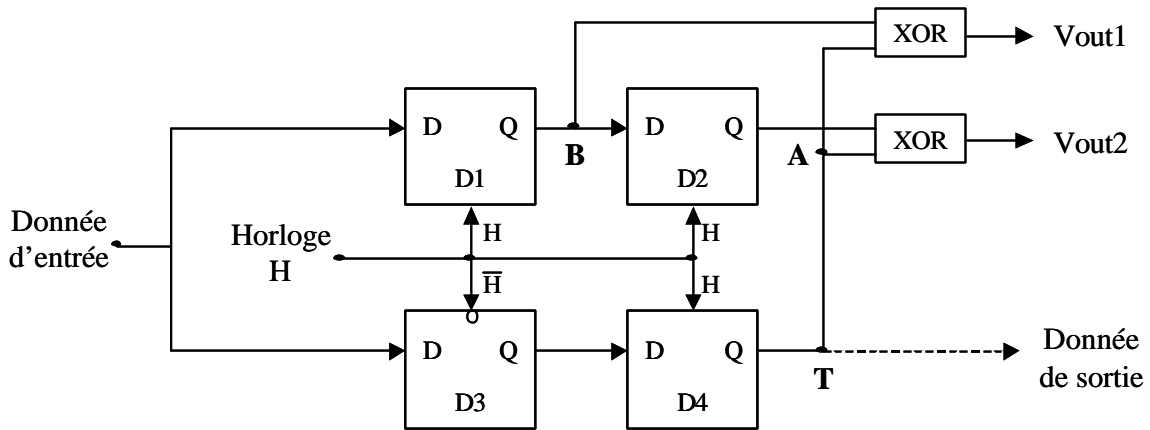 XOR
Vout1
D
Q
D1
B
D
Q
D2
A
XOR
Vout2
Donnée
d'entrée
Horloge
H
H
H
H̅
H
D
Q
D3
D
Q
D4
T
Donnée
de sortie